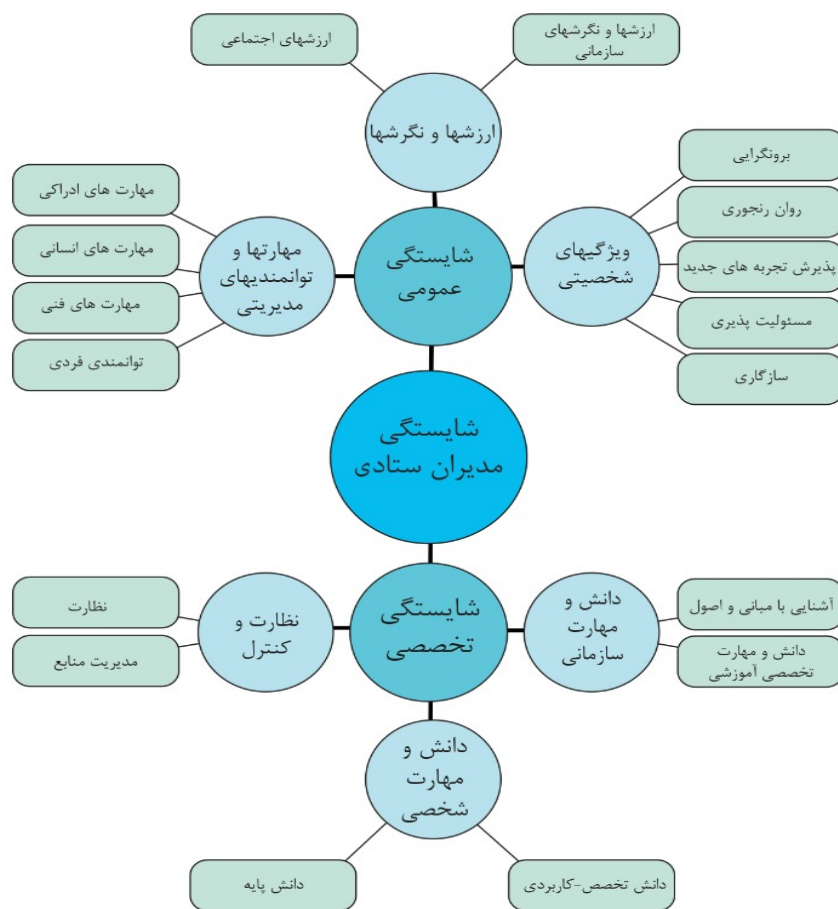 ارزشهای اجتماعی
ارزشها و نگرشهای
سازمانی
ارزشها و نگرشها
برونگرایی
روان رنجوری
پذیرش تجربه های جدید
مسئولیت پذیری
سازگاری
ویژگیهای
شخصیتی
شایستگی
عمومی
مهارتها و
توانمندیهای
مدیریتی
مهارت های ادراکی
مهارت های انسانی
مهارت های فنی
توانمندی فردی
شایستگی
مدیران ستادی
آشنایی با مبانی و اصول
دانش و مهارت
تخصصی آموزشی
دانش و
مهارت
سازمانی
شایستگی
تخصصی
نظارت و
کنترل
نظارت
مدیریت منابع
دانش و
مهارت
شخصی
دانش تخصص-کاربردی
دانش پایه